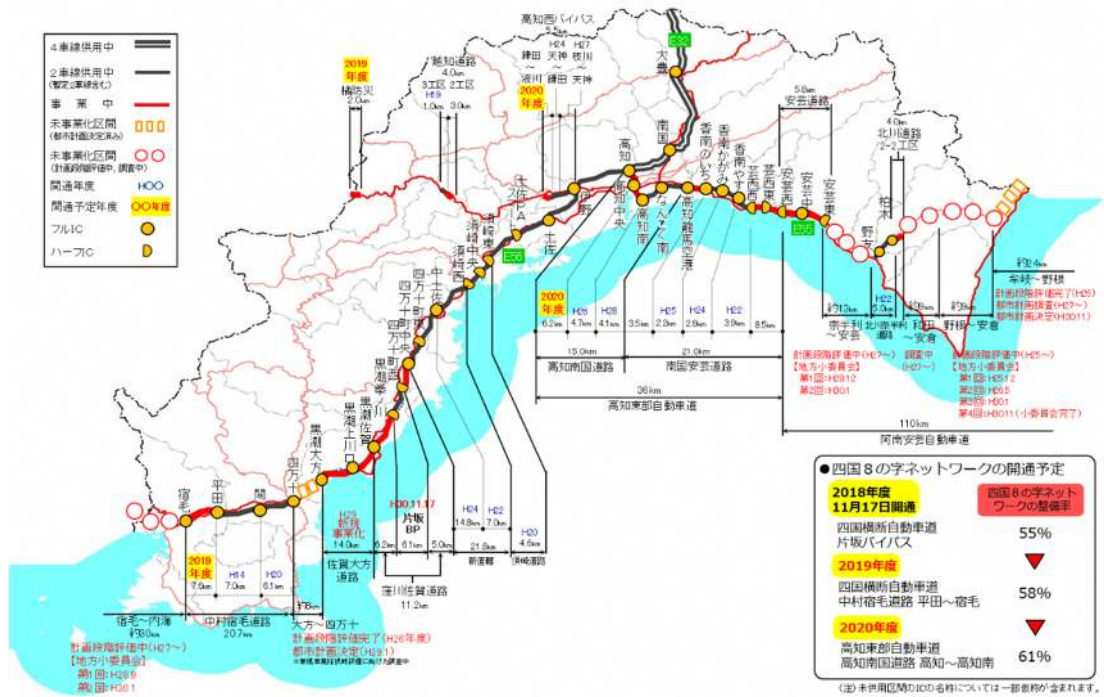 4車線供用中
2車線供用中
(暫定2車線含む)
事 業 中
未事業化区間
(都市計画決定済み)
未事業化区間
(計画段階評価中、調査中)
開通年度
HOO
開通予定年度
OO年度
フルIC
ハーフIC
2019
年度
橘防災
2.0km
越知道路
4.0km
3工区 2工区
H19
1.0km 3.0km
高知西バイパス
5.5km
H24 H27
鎌田～波川
天神～鎌田
枝川～天神
2020
年度
E32
大豊
南国
高知
高知中央
高知南
なんこく南
高知龍馬空港
香南のいち
香南かがみ
香南やす
芸西西
芸西東
安芸西
安芸中
安芸東
E55
5.8km
安芸道路
4.0km
北川道路
2-2工区
柏木
野友
伊野
土佐
土佐PA
スマート
E56
須崎東
須崎中央
須崎西
中土佐
四万十町東
四万十町中央
四万十町西
黒潮拳ノ川
黒潮佐賀
黒潮上川口
黒潮大方
四万十
間
平田
宿毛
2020
年度
6.2km
H26
4.7km
H28
4.1km
3.5km
H25
2.3km
H24
2.9km
H22
3.9km
8.5km
15.0km
高知南国道路
21.0km
南国安芸道路
36km
高知東部自動車道
110km
阿南安芸自動車道
約13km
奈半利～安芸
H22
5.0km
北川奈半利道路
和田～安倉
約9km
野根～安倉
約24km
牟岐～野根
計画段階評価完了(H26)
都市計画調査(H27～)
都市計画決定(H30.11)
計画段階評価中(H27～)
【地方小委員会】
第1回:H28.12
第2回:H30.1
調査中
(H27～)
計画段階評価中(H25～)
【地方小委員会】
第1回:H25.12
第2回:H26.5
第3回:H30.1
第4回:H30.11(小委員会完了)
2019
年度
7.6km
H14
7.0km
H20
6.1km
約8km
H29
新規
事業化
14.0km
佐賀大方
道路
6.2km
H30.11.17
片坂
BP
6.1km
5.0km
窪川佐賀道路
11.2km
H24
14.8km
H22
7.0km
21.8km
新直轄
H20
4.6km
須崎道路
宿毛～内海
約30km
中村宿毛道路
20.7km
大方～四万十
計画段階評価完了(H26年度)
都市計画決定(H29.1)
計画段階評価中(H27～)
【地方小委員会】
第1回:H28.9
第2回:H30.1
●四国8の字ネットワークの開通予定
2018年度
11月17日開通
四国8の字ネット
ワークの整備率
四国横断自動車道
片坂バイパス
55%
2019年度
四国横断自動車道
中村宿毛道路 平田～宿毛
58%
2020年度
高知東部自動車道
高知南国道路 高知～高知南
61%
(注)未供用区間のICの名称については一部仮称が含まれます。